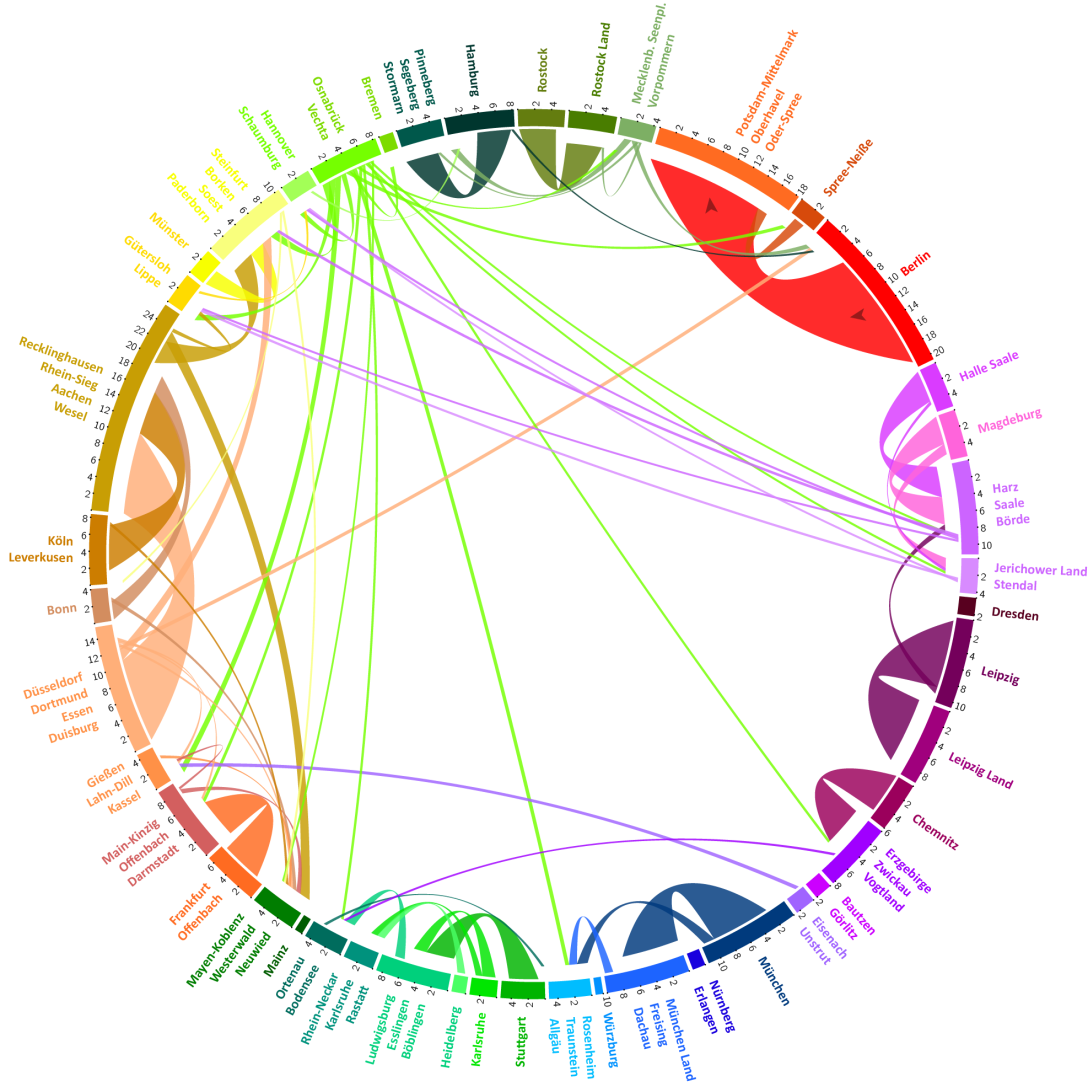 Hamburg
Rostock
Rostock Land
Mecklenb. Seenpl.
Vorpommern
Potsdam-Mittelmark
Oberhavel
Oder-Spree
Spree-Neiße
Berlin
Halle Saale
Magdeburg
Harz
Saale
Börde
Jerichower Land
Stendal
Dresden
Leipzig
Leipzig Land
Chemnitz
Erzgebirge
Zwickau
Vogtland
Bautzen
Görlitz
Eisenach
Unstrut
München
Nürnberg
Erlangen
München Land
Freising
Dachau
Würzburg
Rosenheim
Traunstein
Allgäu
Stuttgart
Karlsruhe
Heidelberg
Böblingen
Esslingen
Ludwigsburg
Rastatt
Karlsruhe
Rhein-Neckar
Bodensee
Ortenau
Mainz
Neuwied
Westerwald
Mayen-Koblenz
Offenbach
Frankfurt
Darmstadt
Offenbach
Main-Kinzig
Kassel
Lahn-Dill
Gießen
Duisburg
Essen
Dortmund
Düsseldorf
Bonn
Leverkusen
Köln
Wesel
Aachen
Rhein-Sieg
Recklinghausen
Lippe
Gütersloh
Münster
Paderborn
Soest
Borken
Steinfurt
Schaumburg
Hannover
Vechta
Osnabrück
Bremen
Stormarn
Segeberg
Pinneberg